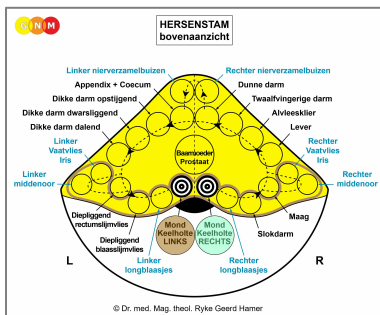 GNM
HERSENSTAM
bovenaanzicht
Linker nierverzamelbuizen
Rechter nierverzamelbuizen
Appendix + Coecum
Dunne darm
Dikke darm opstijgend
Twaalfvingerige darm
Dikke darm dwarsliggend
Alvleesklier
Dikke darm dalend
Lever
Linker
Vaatvlies
Iris
Rechter
Vaatvlies
Iris
Baarmoeder
Prostaat
Linker
middenoor
Rechter
middenoor
Diepliggend
rectumslijmvlies
Maag
Diepliggend
blaasslijmvlies
Mond
Keelholte
LINKS
Mond
Keelholte
RECHTS
Slokdarm
L
R
Linker
longblaasjes
Rechter
longblaasjes
© Dr. med. Mag. theol. Ryke Geerd Hamer